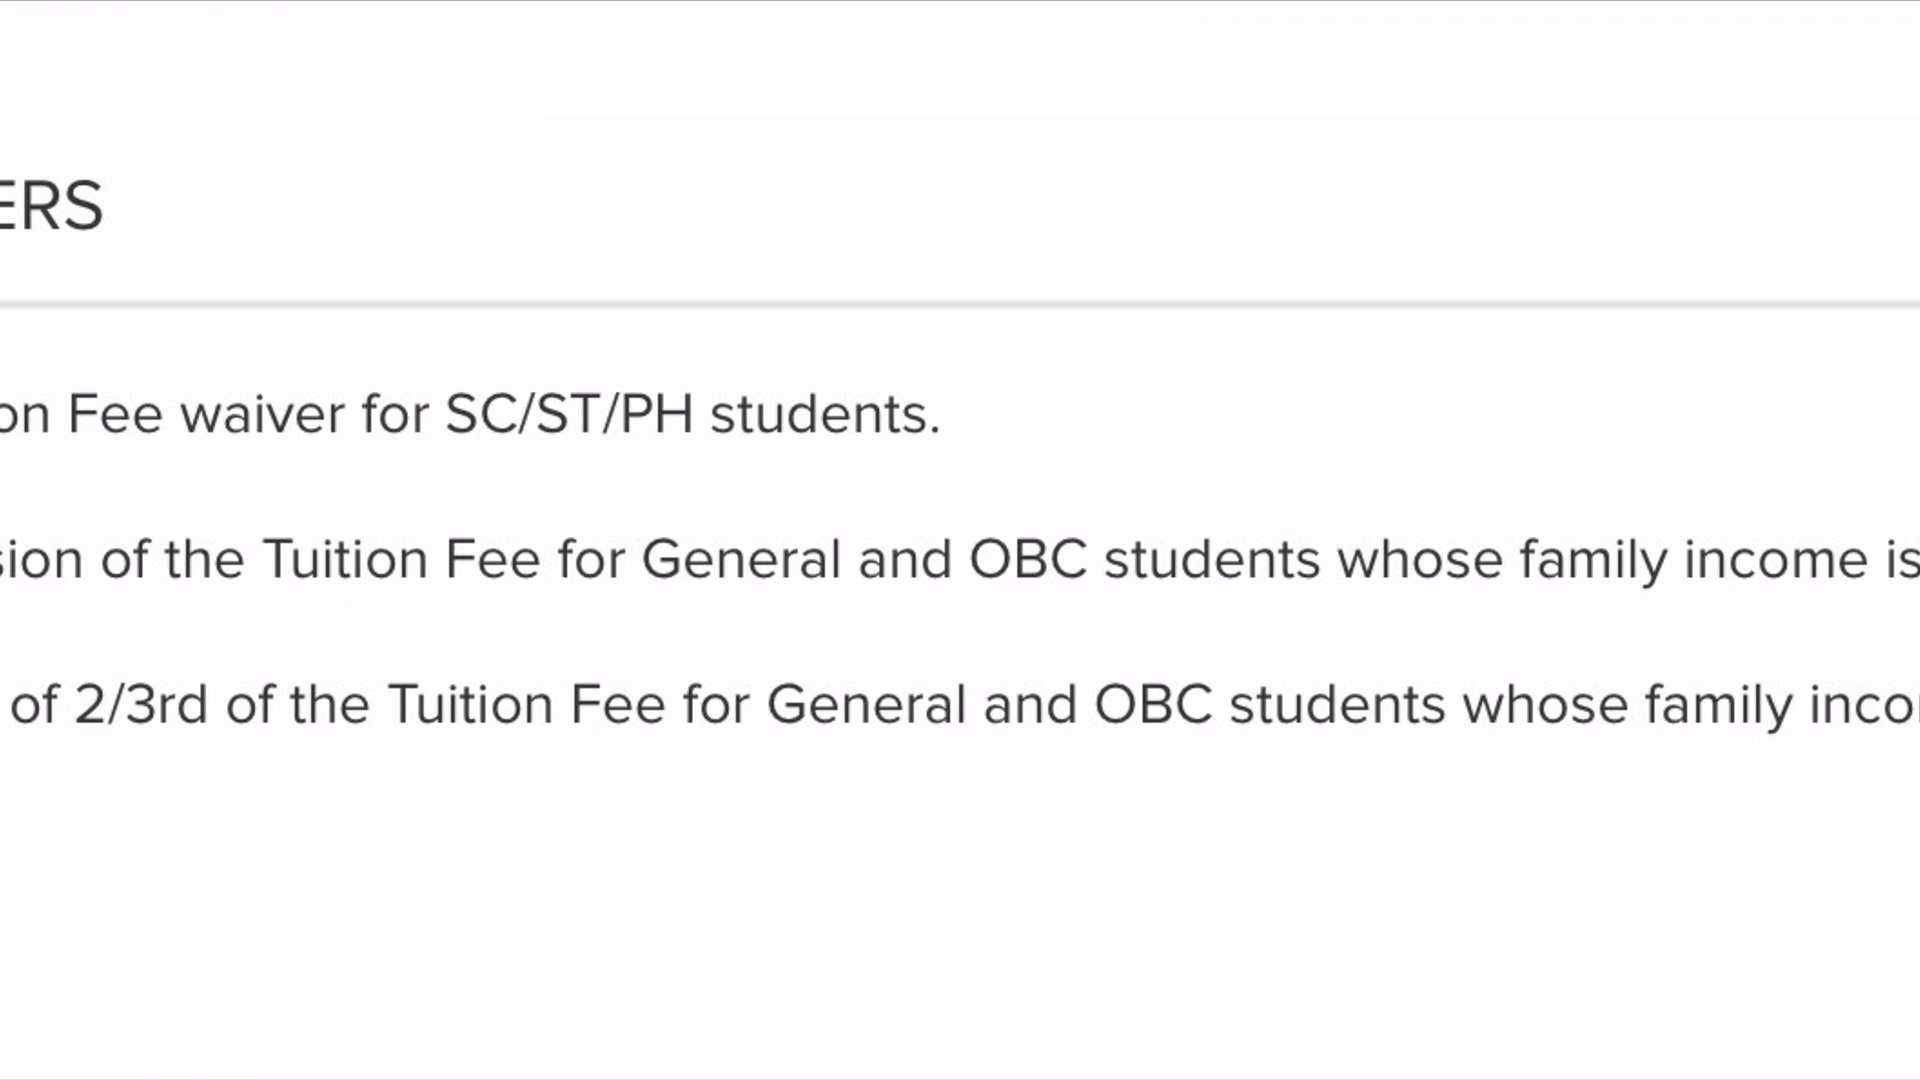 ERS
on Fee waiver for SC/ST/PH students.
sion of the Tuition Fee for General and OBC students whose family income is
of 2/3rd of the Tuition Fee for General and OBC students whose family inco